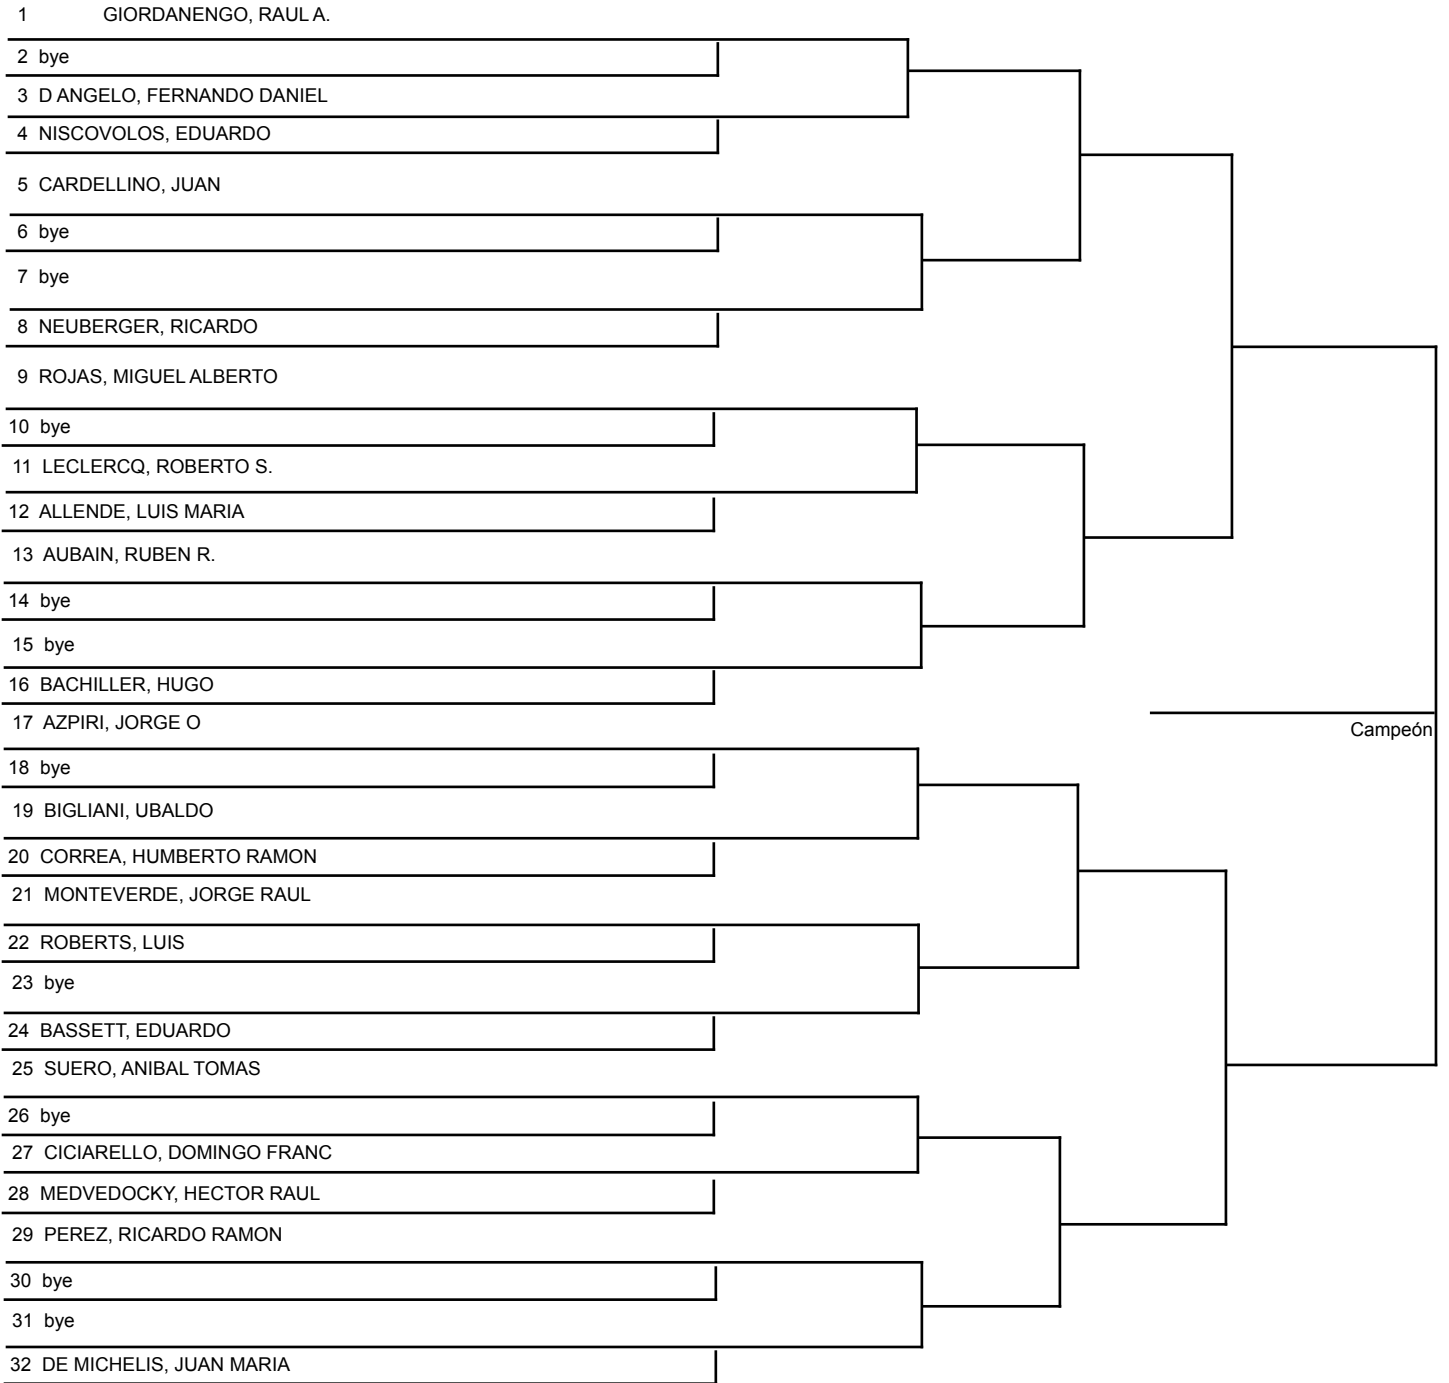 1 GIORDANENGO, RAUL A.
2 bye
3 D ANGELO, FERNANDO DANIEL
4 NISCOVOLOS, EDUARDO
5 CARDELLINO, JUAN
6 bye
7 bye
8 NEUBERGER, RICARDO
9 ROJAS, MIGUEL ALBERTO
10 bye
11 LECLERCQ, ROBERTO S.
12 ALLENDE, LUIS MARIA
13 AUBAIN, RUBEN R.
14 bye
15 bye
16 BACHILLER, HUGO
17 AZPIRI, JORGE O
Campeón
18 bye
19 BIGLIANI, UBALDO
20 CORREA, HUMBERTO RAMON
21 MONTEVERDE, JORGE RAUL
22 ROBERTS, LUIS
23 bye
24 BASSETT, EDUARDO
25 SUERO, ANIBAL TOMAS
26 bye
27 CICIARELLO, DOMINGO FRANC
28 MEDVEDOCKY, HECTOR RAUL
29 PEREZ, RICARDO RAMON
30 bye
31 bye
32 DE MICHELIS, JUAN MARIA